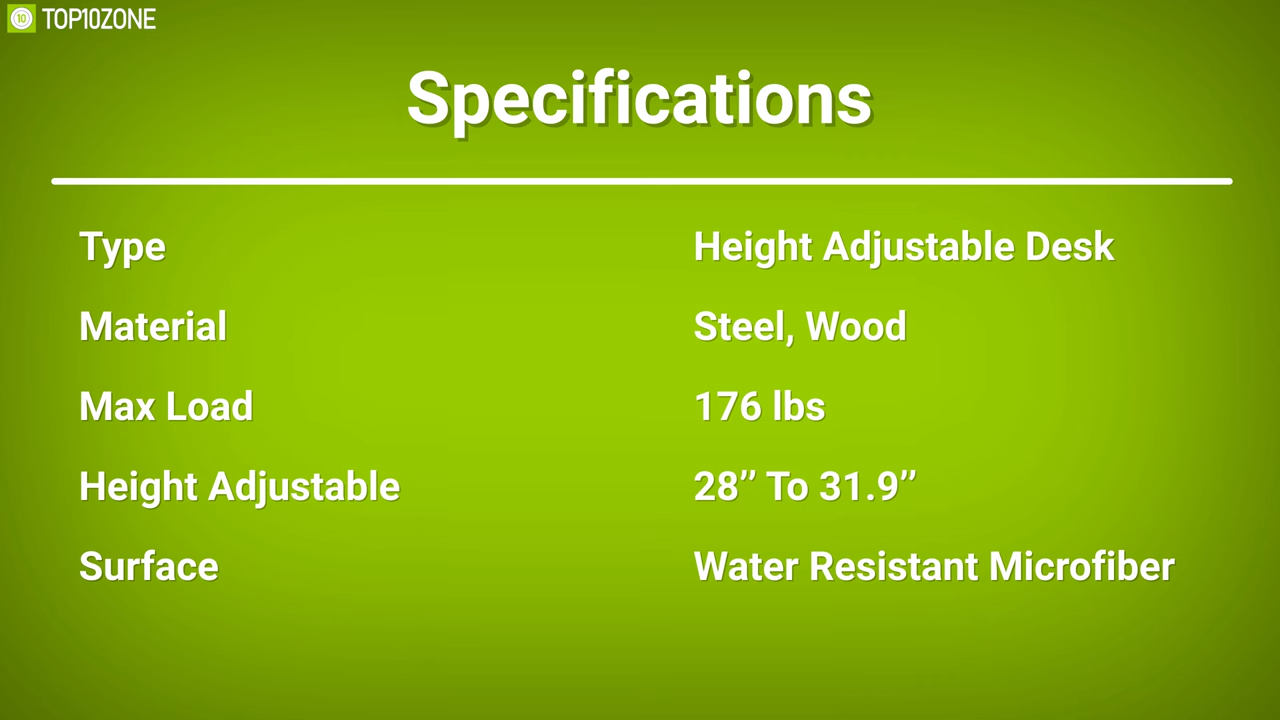 TOP10ZONE
Specifications
Type Height Adjustable Desk
Material Steel, Wood
Max Load 176 lbs
Height Adjustable 28’’ To 31.9’’
Surface Water Resistant Microfiber